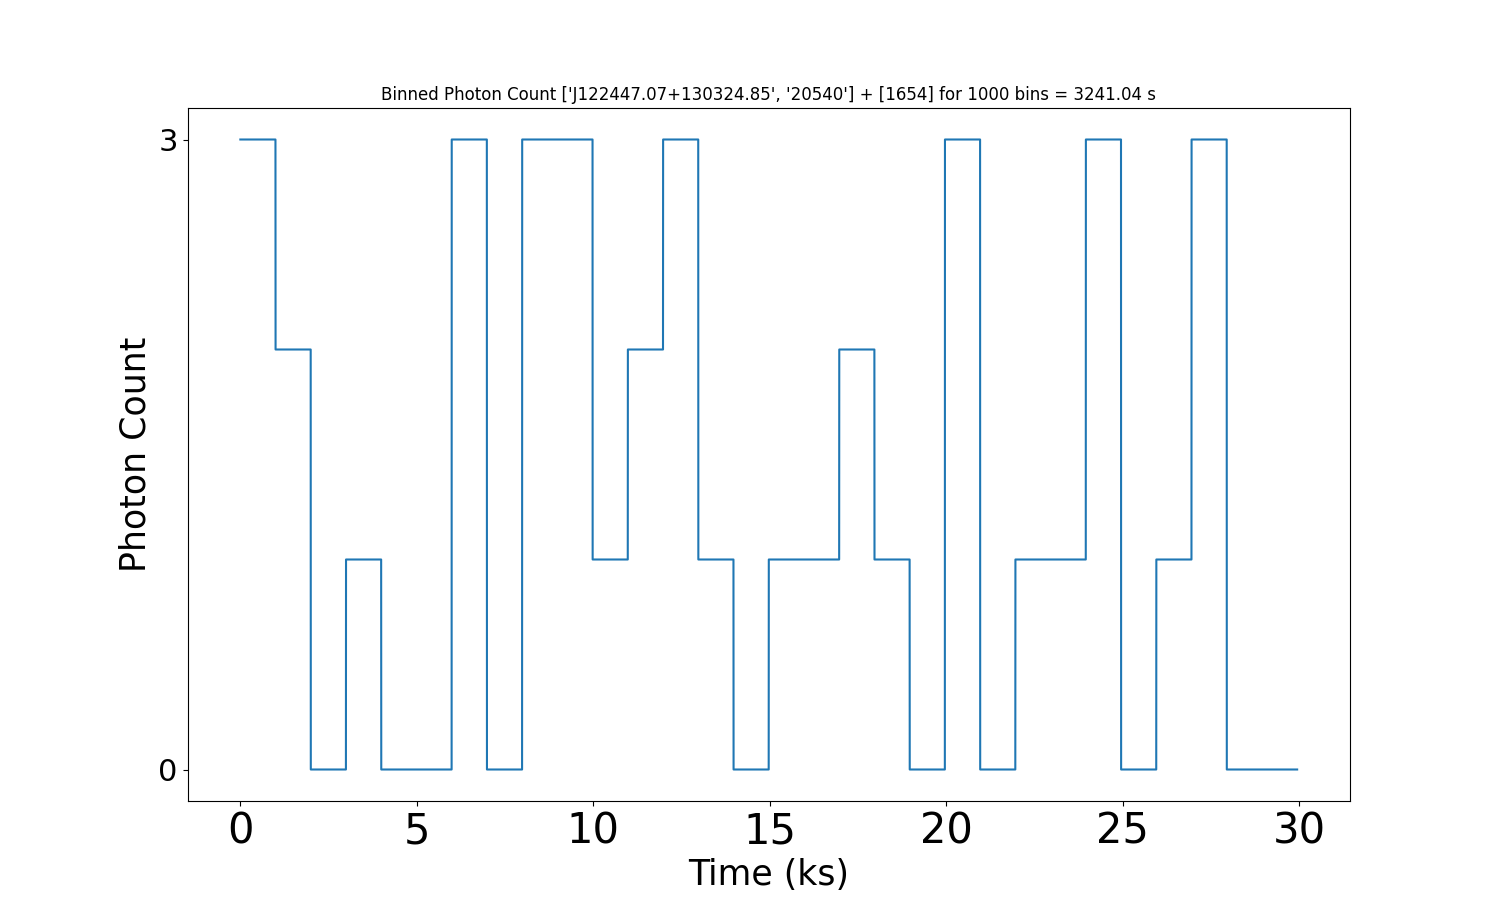 Binned Photon Count ['J122447.07+130324.85', '20540'] + [1654] for 1000 bins = 3241.04 s
3
Photon Count
0
0 5 10 15 20 25 30
Time (ks)